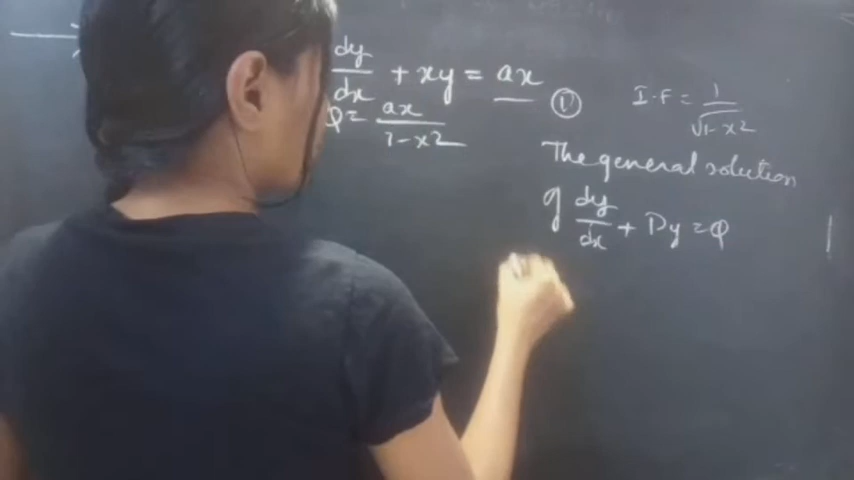 dy/dx + xy = ax ①
Q = ax/1-x2
I.F = 1/√1-x2
The general solution
of dy/dx + Py = Q